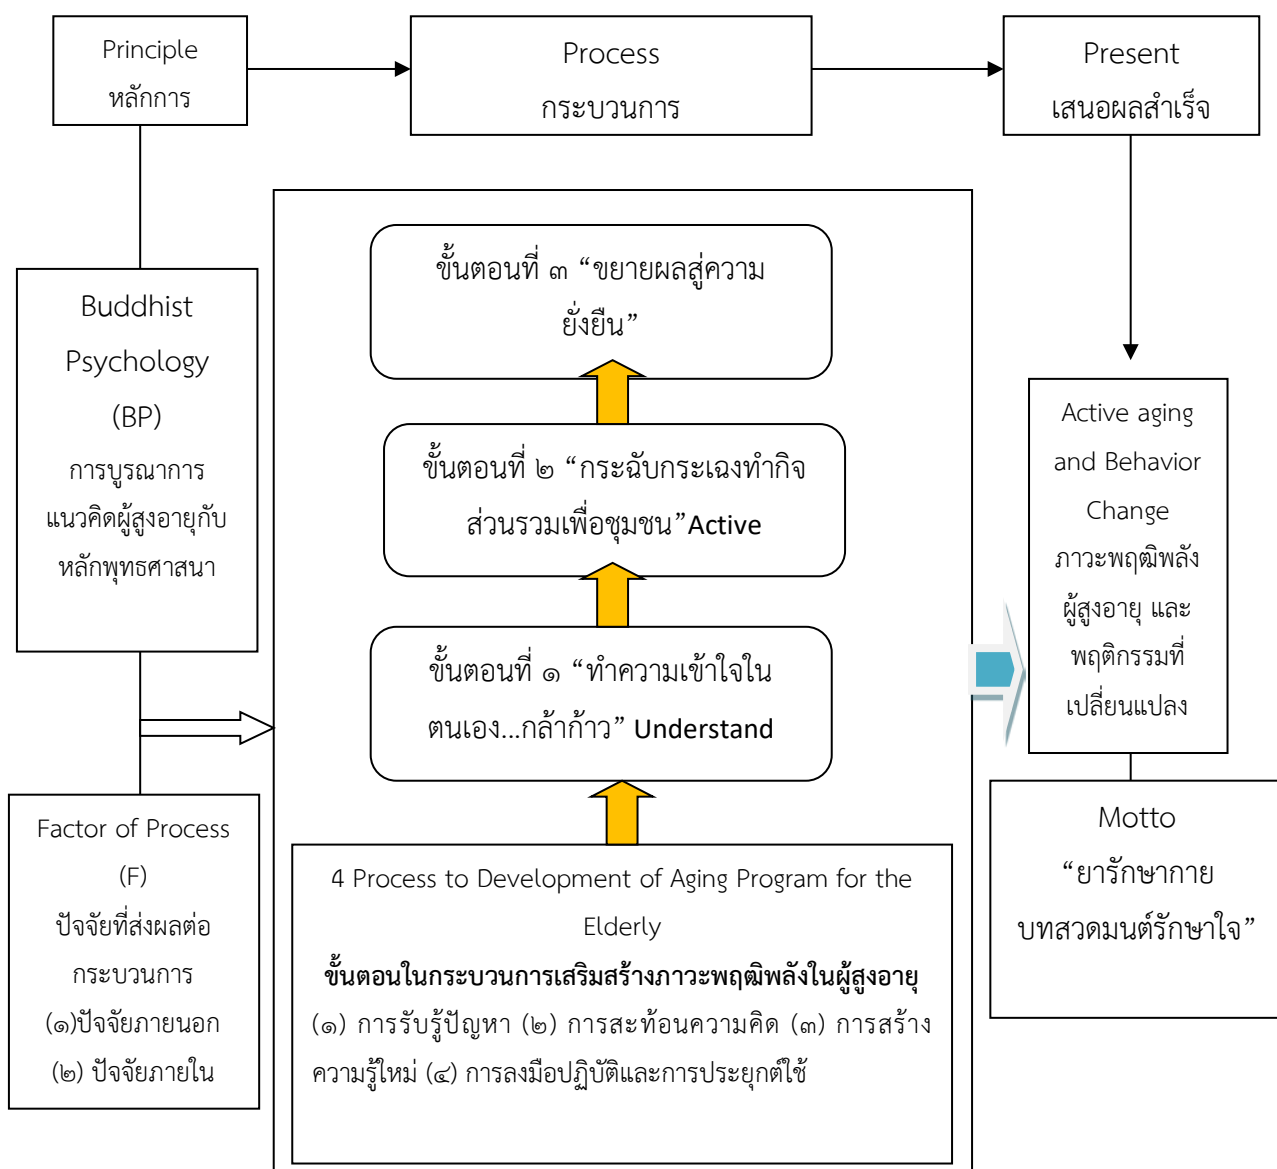 Principle
หลักการ
Process
กระบวนการ
Present
เสนอผลสำเร็จ
Buddhist
Psychology
(BP)
การบูรณาการ
แนวคิดผู้สูงอายุกับ
หลักพุทธศาสนา
Factor of Process
(F)
ปัจจัยที่ส่งผลต่อ
กระบวนการ
(๑)ปัจจัยภายนอก
(๒) ปัจจัยภายใน
ขั้นตอนที่ ๓ “ขยายผลสู่ความ
ยั่งยืน”
ขั้นตอนที่ ๒ “กระฉับกระเฉงทำกิจ
ส่วนรวมเพื่อชุมชน”Active
ขั้นตอนที่ ๑ “ทำความเข้าใจใน
ตนเอง...กล้าก้าว” Understand
4 Process to Development of Aging Program for the
Elderly
ขั้นตอนในกระบวนการเสริมสร้างภาวะพฤฒิพลังในผู้สูงอายุ
(๑) การรับรู้ปัญหา (๒) การสะท้อนความคิด (๓) การสร้าง
ความรู้ใหม่ (๔) การลงมือปฏิบัติและการประยุกต์ใช้
Active aging
and Behavior
Change
ภาวะพฤฒิพลัง
ผู้สูงอายุ และ
พฤติกรรมที่
เปลี่ยนแปลง
Motto
“ยารักษากาย
บทสวดมนต์รักษาใจ”